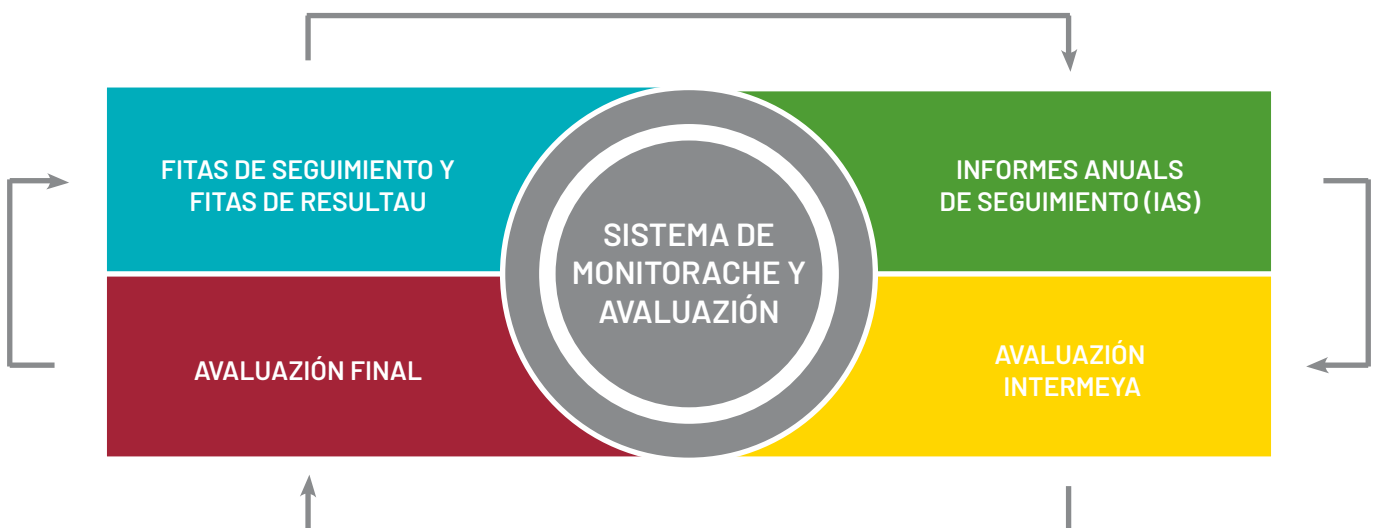 FITAS DE SEGUIMIENTO Y
FITAS DE RESULTAU
INFORMES ANUALS
DE SEGUIMIENTO (IAS)
SISTEMA DE
MONITORACHE Y
AVALUAZIÓN
AVALUAZIÓN FINAL
AVALUAZIÓN
INTERMEYA